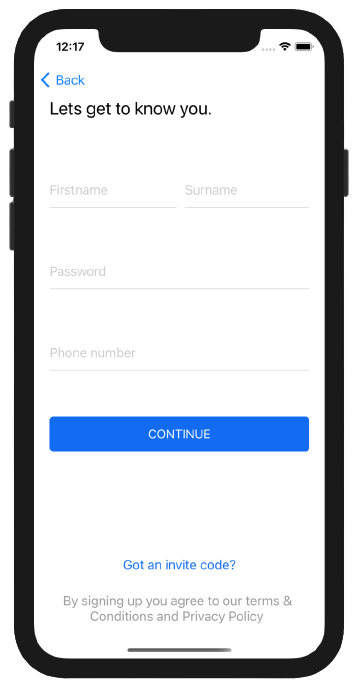 12:17
Back
Lets get to know you.
Firstname Surname
Password
Phone number
CONTINUE
Got an invite code?
By signing up you agree to our terms &
Conditions and Privacy Policy